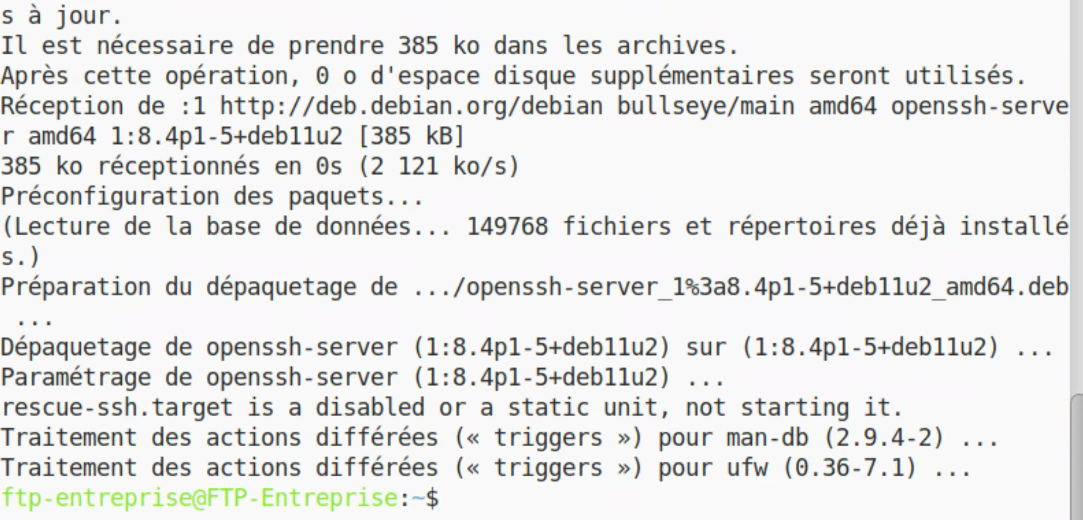 s à jour.
Il est nécessaire de prendre 385 ko dans les archives.
Après cette opération, 0 o d'espace disque supplémentaires seront utilisés.
Réception de :1 http://deb.debian.org/debian bullseye/main amd64 openssh-serve
r amd64 1:8.4p1-5+deb11u2 [385 kB]
385 ko réceptionnés en 0s (2 121 ko/s)
Préconfiguration des paquets...
(Lecture de la base de données... 149768 fichiers et répertoires déjà installé
s.)
Préparation du dépaquetage de .../openssh-server_1%3a8.4p1-5+deb11u2_amd64.deb
 ...
Dépaquetage de openssh-server (1:8.4p1-5+deb11u2) sur (1:8.4p1-5+deb11u2) ...
Paramétrage de openssh-server (1:8.4p1-5+deb11u2) ...
rescue-ssh.target is a disabled or a static unit, not starting it.
Traitement des actions différées (« triggers ») pour man-db (2.9.4-2) ...
Traitement des actions différées (« triggers ») pour ufw (0.36-7.1) ...
ftp-entreprise@FTP-Entreprise:~$